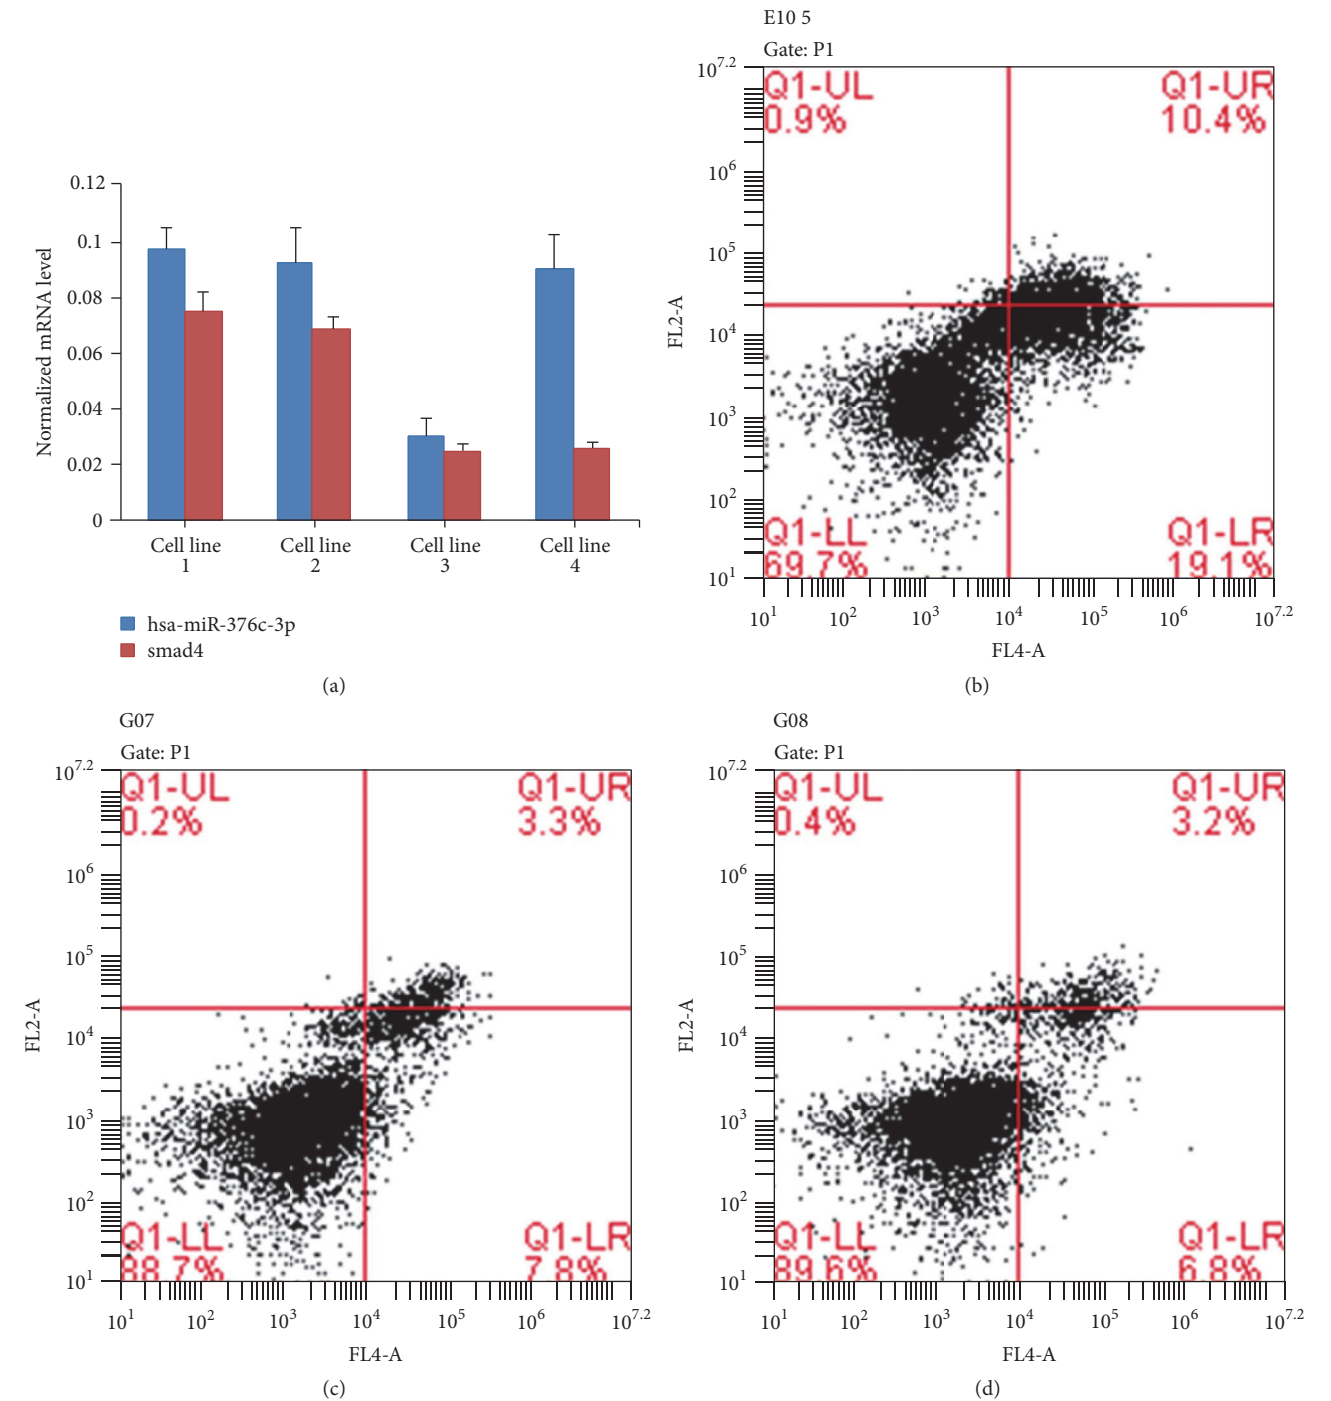 0.12
0.1
0.08
0.06
0.04
0.02
0
Normalized mRNA level
Cell line 1
Cell line 2
Cell line 3
Cell line 4
hsa-miR-376c-3p
smad4
(a)
E10 5
Gate: P1
Q1-UL
0.9%
Q1-UR
10.4%
Q1-LL
69.7%
Q1-LR
19.1%
10^7.2
10^6
10^5
10^4
10^3
10^2
10^1
FL2-A
10^1 10^2 10^3 10^4 10^5 10^6 10^7.2
FL4-A
(b)
G07
Gate: P1
Q1-UL
0.2%
Q1-UR
3.3%
Q1-LL
88.7%
Q1-LR
7.8%
10^7.2
10^6
10^5
10^4
10^3
10^2
10^1
FL2-A
10^1 10^2 10^3 10^4 10^5 10^6 10^7.2
FL4-A
(c)
G08
Gate: P1
Q1-UL
0.4%
Q1-UR
3.2%
Q1-LL
89.6%
Q1-LR
6.8%
10^7.2
10^6
10^5
10^4
10^3
10^2
10^1
FL2-A
10^1 10^2 10^3 10^4 10^5 10^6 10^7.2
FL4-A
(d)